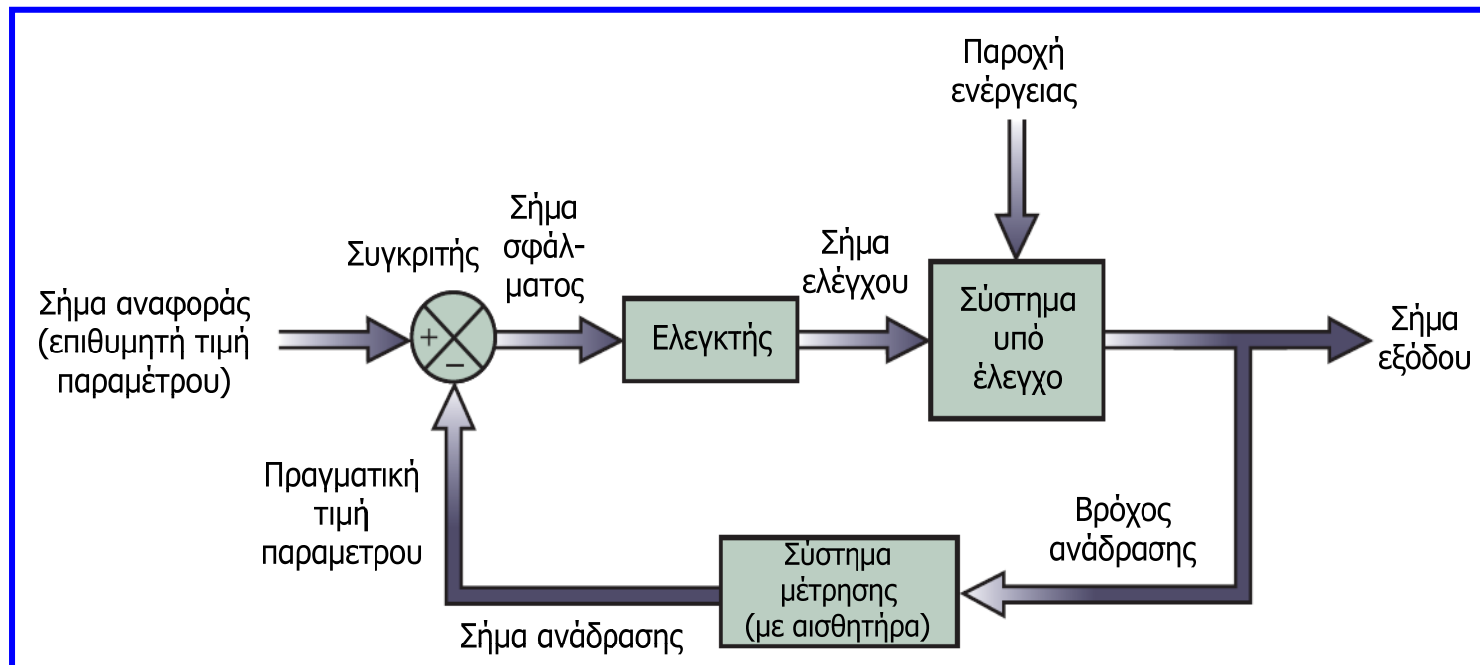 Παροχή
ενέργειας
Σήμα
σφάλ-
ματος
Συγκριτής
Σήμα
ελέγχου
Σήμα αναφοράς
(επιθυμητή τιμή
παραμέτρου)
+
−
Ελεγκτής
Σύστημα
υπό
έλεγχο
Σήμα
εξόδου
Πραγματική
τιμή
παραμετρου
Βρόχος
ανάδρασης
Σύστημα
μέτρησης
(με αισθητήρα)
Σήμα ανάδρασης